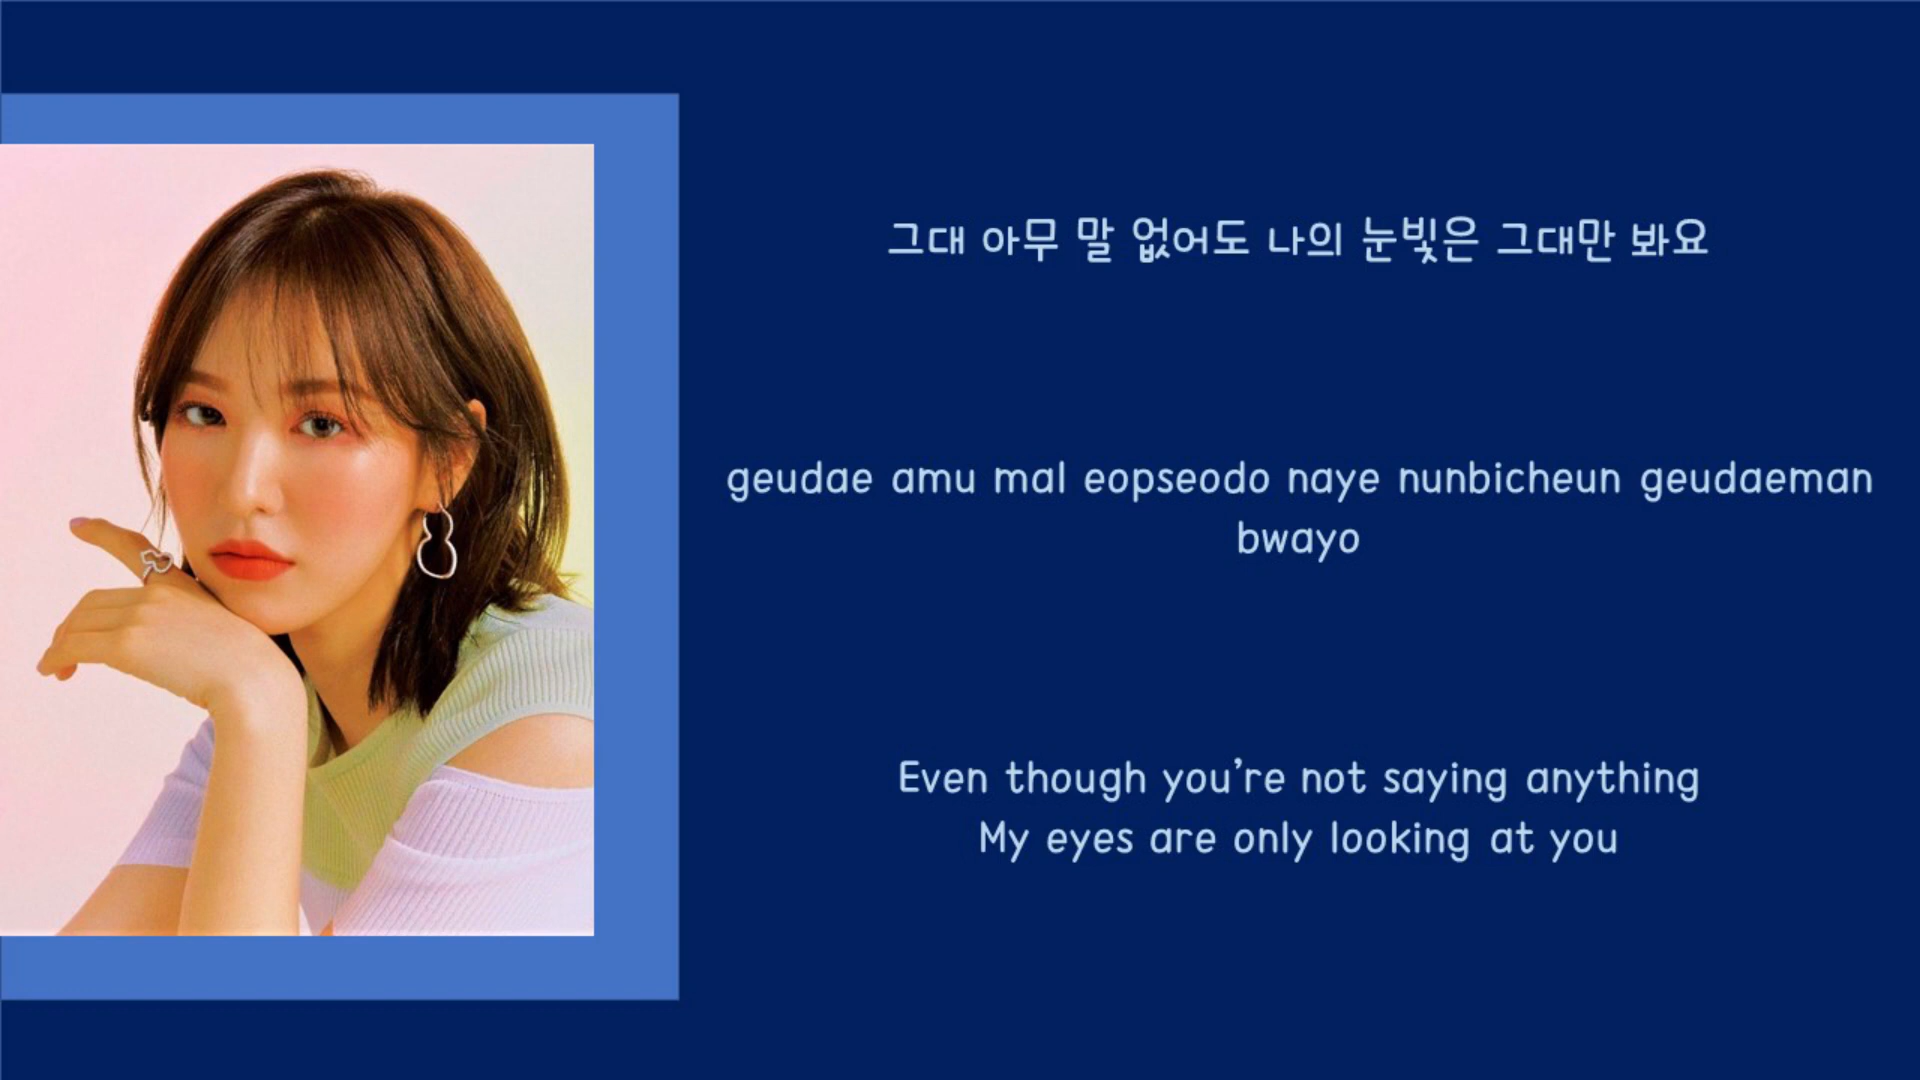 그대 아무 말 없어도 나의 눈빛은 그대만 봐요
geudae amu mal eopseodo naye nunbicheun geudaeman
bwayo
Even though you’re not saying anything
My eyes are only looking at you